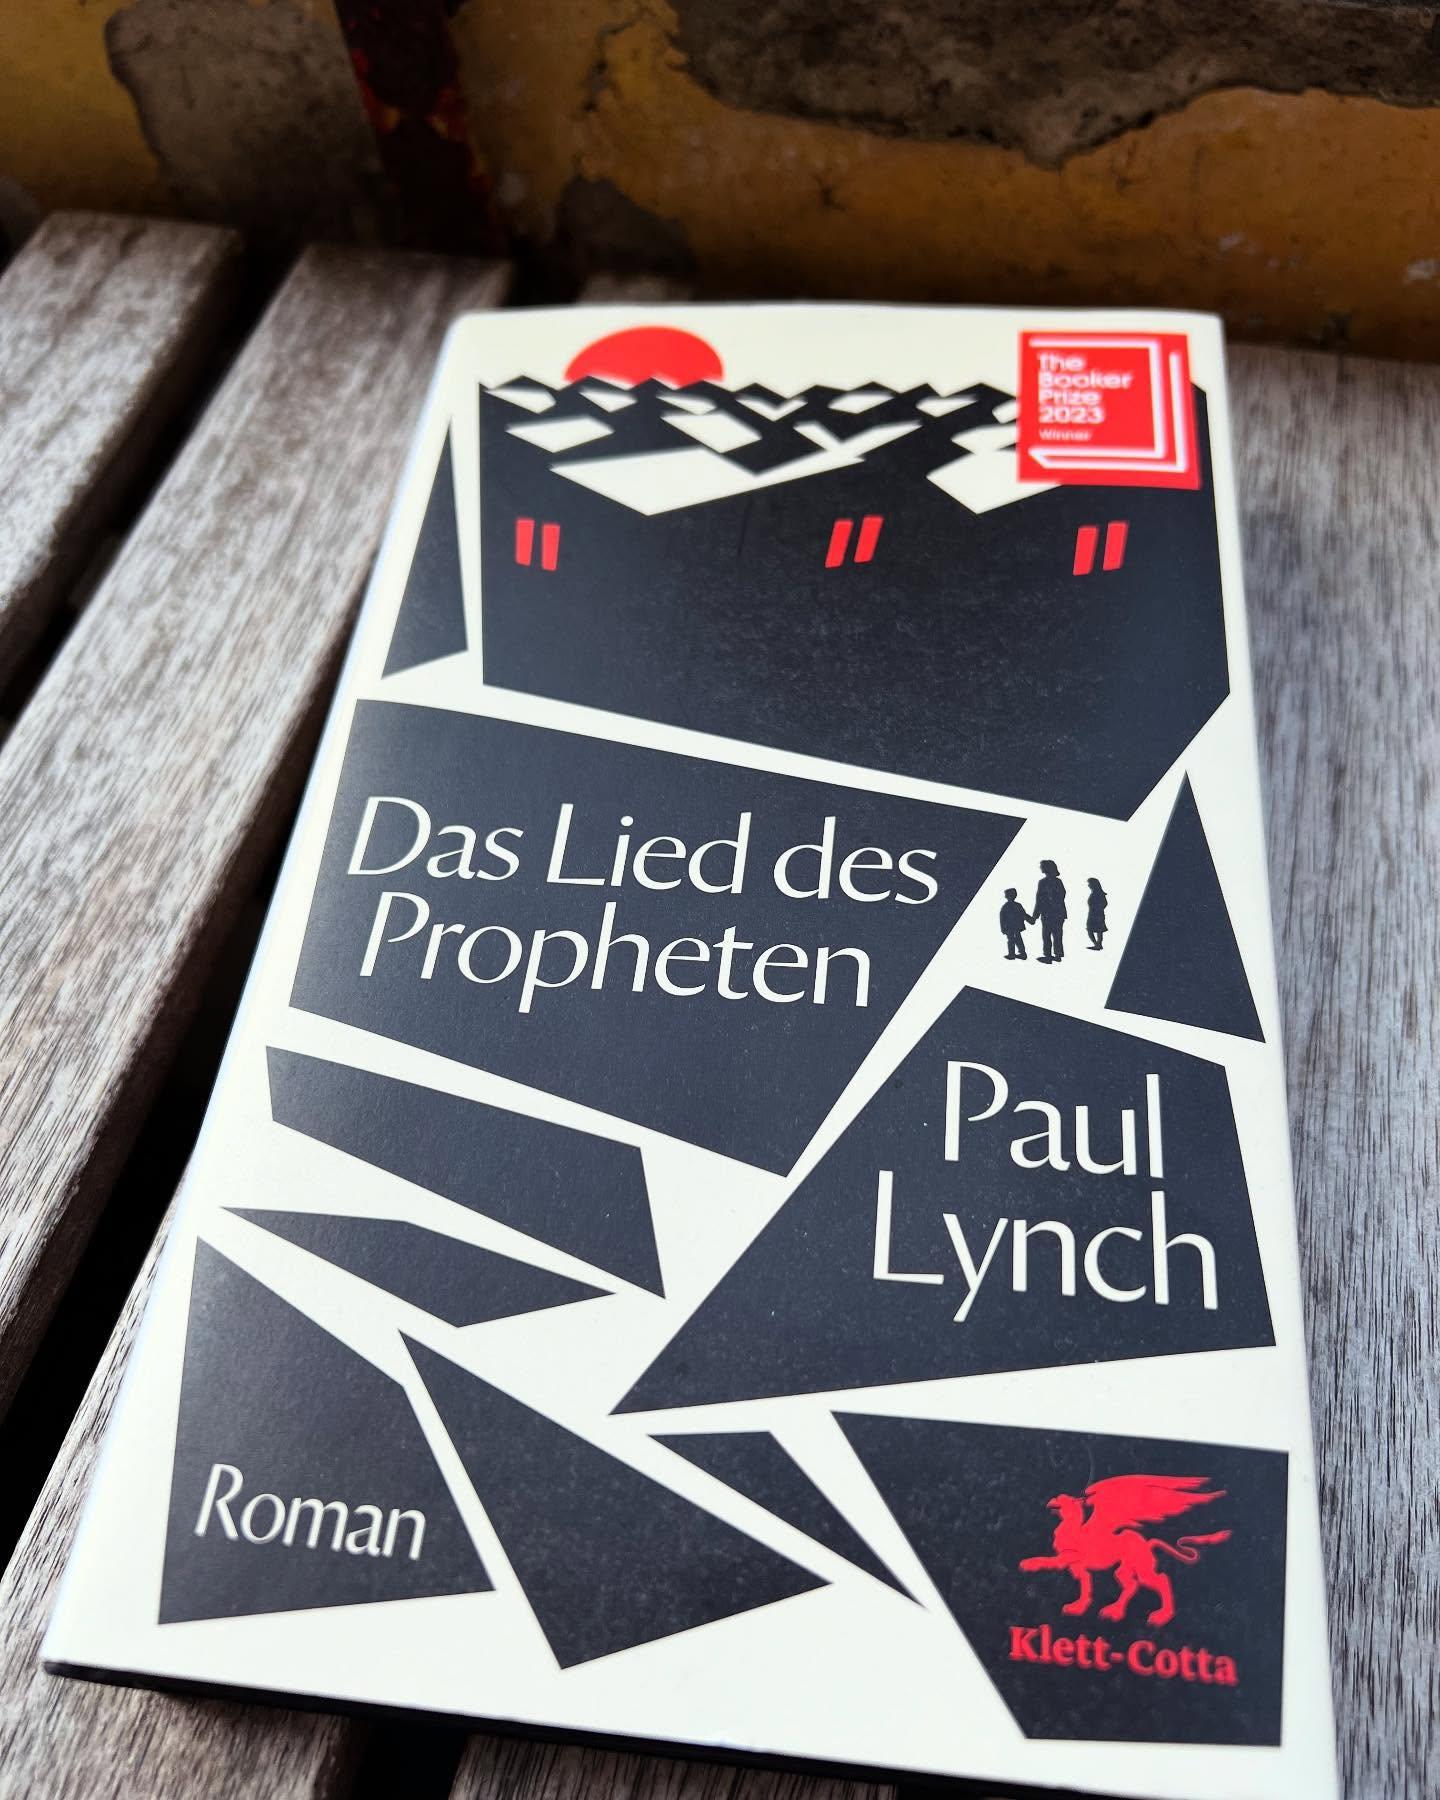 The
Booker
Prize
2023
Winner
Das Lied des
Propheten
Paul
Lynch
Roman
Klett-Cotta